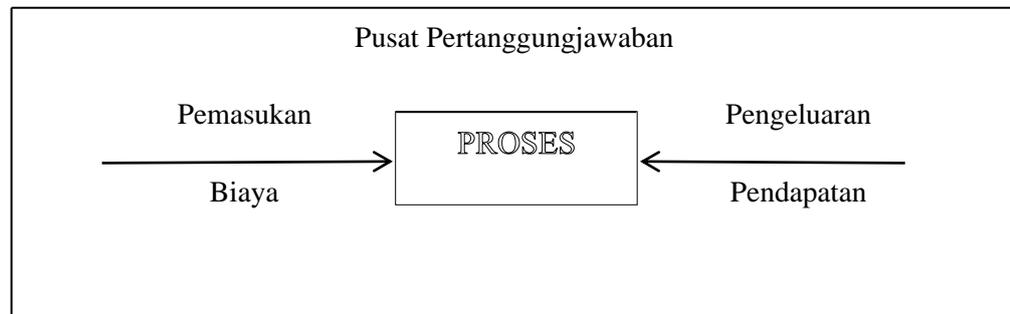 Pusat Pertanggungjawaban
Pemasukan
Pengeluaran
PROSES
Biaya
Pendapatan